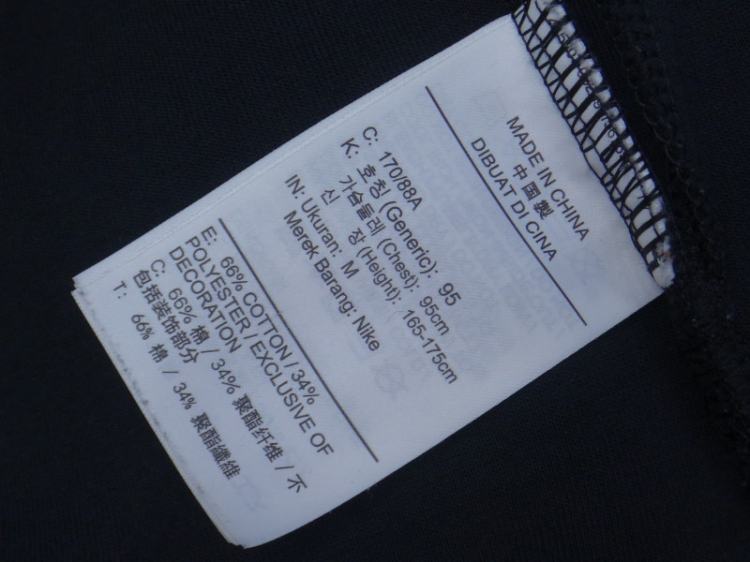 MADE IN CHINA
中国製
DIBUAT DI CINA
C: 170/88A
K: 호칭 (Generic): 95
가슴둘레 (Chest): 95cm
신 장 (Height): 165-175cm
IN: Ukuran: M
Merek Barang: Nike
E: 66% COTTON / 34%
POLYESTER / EXCLUSIVE OF
DECORATION
C: 66% 棉 / 34% 聚酯纤维 / 不
包括装饰部分
T: 66% 棉 / 34% 聚酯纖維